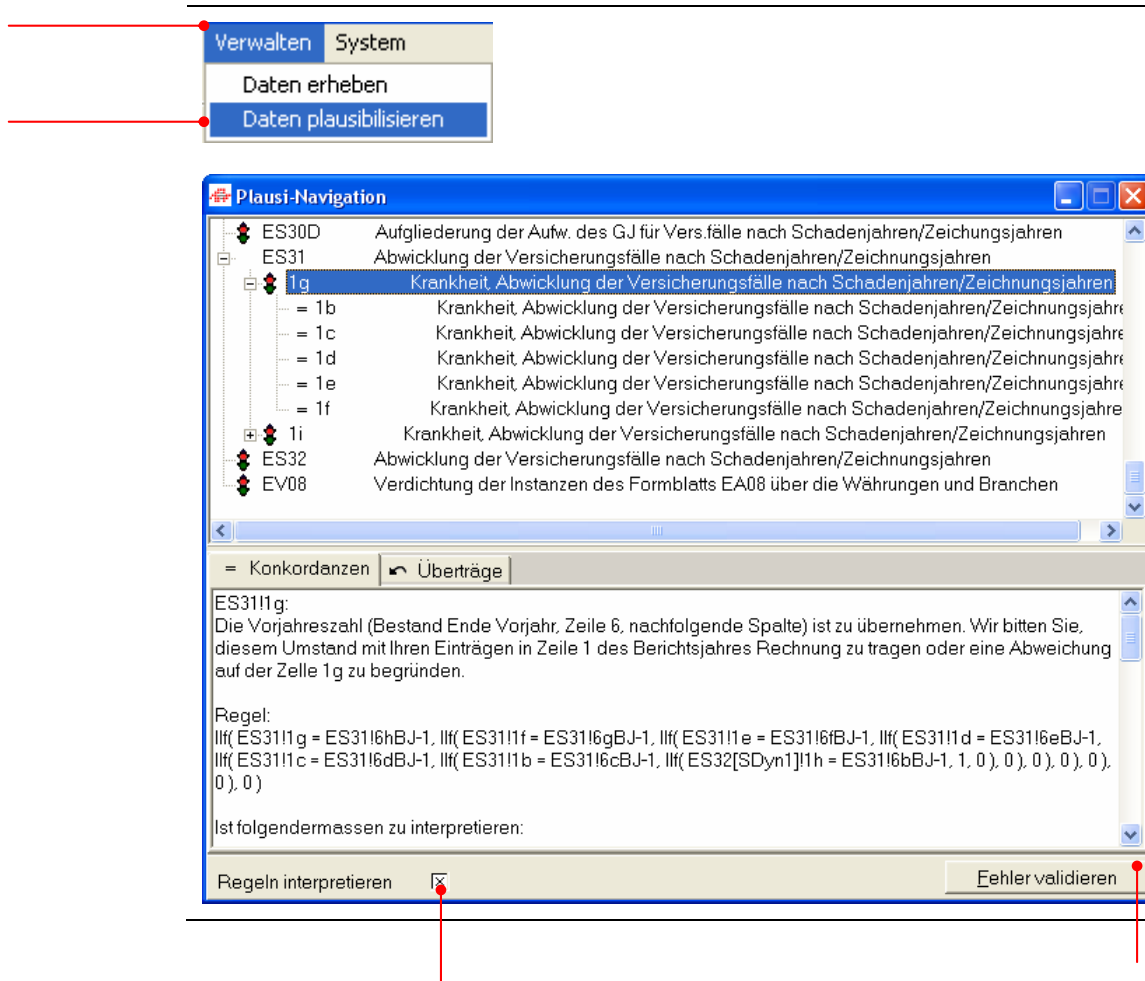 Verwalten System
Daten erheben
Daten plausibilisieren
Plausi-Navigation
ES30D Aufgliederung der Aufw. des GJ für Vers.fälle nach Schadenjahren/Zeichungsjahren
ES31 Abwicklung der Versicherungsfälle nach Schadenjahren/Zeichnungsjahren
1g Krankheit, Abwicklung der Versicherungsfälle nach Schadenjahren/Zeichnungsjahren
= 1b Krankheit, Abwicklung der Versicherungsfälle nach Schadenjahren/Zeichnungsjahre
= 1c Krankheit, Abwicklung der Versicherungsfälle nach Schadenjahren/Zeichnungsjahre
= 1d Krankheit, Abwicklung der Versicherungsfälle nach Schadenjahren/Zeichnungsjahre
= 1e Krankheit, Abwicklung der Versicherungsfälle nach Schadenjahren/Zeichnungsjahre
= 1f Krankheit, Abwicklung der Versicherungsfälle nach Schadenjahren/Zeichnungsjahre
1i Krankheit, Abwicklung der Versicherungsfälle nach Schadenjahren/Zeichnungsjahren
ES32 Abwicklung der Versicherungsfälle nach Schadenjahren/Zeichnungsjahren
EV08 Verdichtung der Instanzen des Formblatts EA08 über die Währungen und Branchen
= Konkordanzen Überträge
ES31!1g:
Die Vorjahreszahl (Bestand Ende Vorjahr, Zeile 6, nachfolgende Spalte) ist zu übernehmen. Wir bitten Sie,
diesem Umstand mit Ihren Einträgen in Zeile 1 des Berichtsjahres Rechnung zu tragen oder eine Abweichung
auf der Zelle 1g zu begründen.
Regel:
IIf( ES31!1g = ES31!6hBJ-1, IIf( ES31!1f = ES31!6gBJ-1, IIf( ES31!1e = ES31!6fBJ-1, IIf( ES31!1d = ES31!6eBJ-1,
IIf( ES31!1c = ES31!6dBJ-1, IIf( ES31!1b = ES31!6cBJ-1, IIf( ES32[SDyn1]!1h = ES31!6bBJ-1, 1, 0 ), 0 ), 0 ), 0 ), 0 ),
0 ), 0 )
Ist folgendermassen zu interpretieren:
Regeln interpretieren Fehler validieren